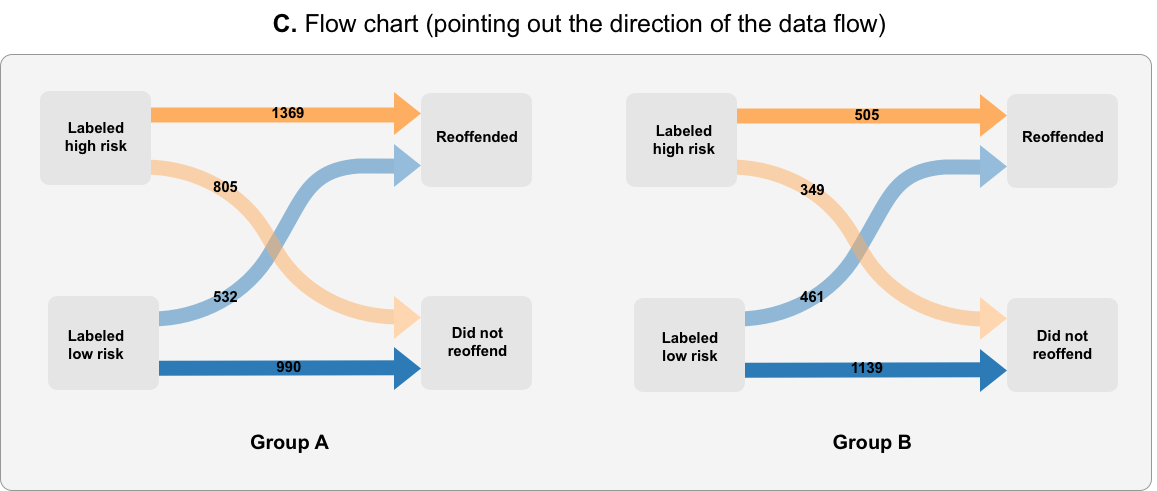 C. Flow chart (pointing out the direction of the data flow)
Labeled
high risk
1369
Reoffended
805
532
Labeled
low risk
990
Did not
reoffend
Group A
Labeled
high risk
505
Reoffended
349
461
Labeled
low risk
1139
Did not
reoffend
Group B